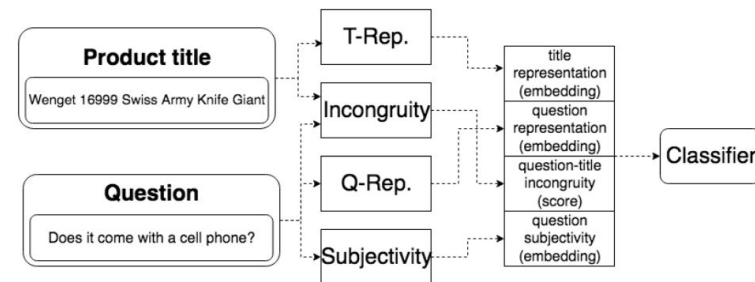 Product title
Wenget 16999 Swiss Army Knife Giant
Question
Does it come with a cell phone?
T-Rep.
Incongruity
Q-Rep.
Subjectivity
title
representation
(embedding)
question
representation
(embedding)
question-title
incongruity
(score)
question
subjectivity
(embedding)
Classifier